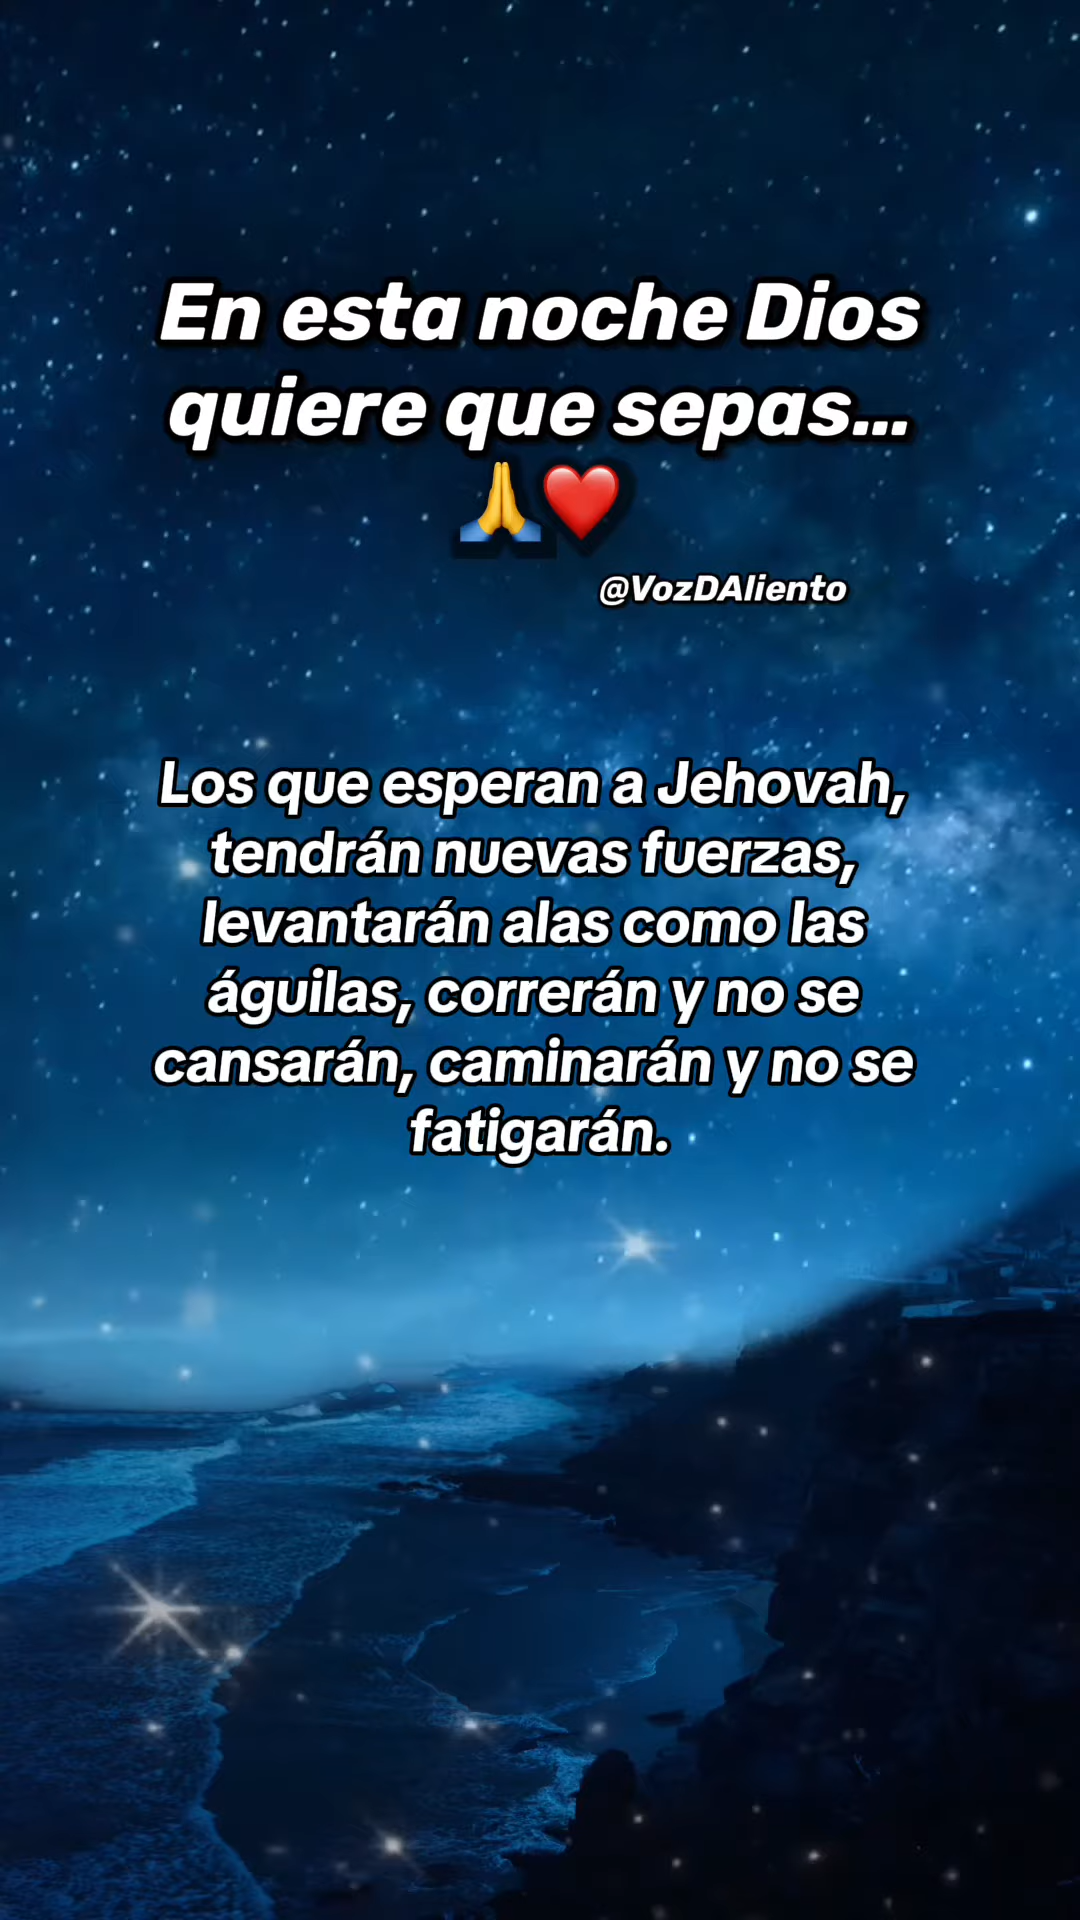 En esta noche Dios
quiere que sepas...
🙏❤️
@VozDAliento
Los que esperan a Jehovah,
tendrán nuevas fuerzas,
levantarán alas como las
águilas, correrán y no se
cansarán, caminarán y no se
fatigarán.